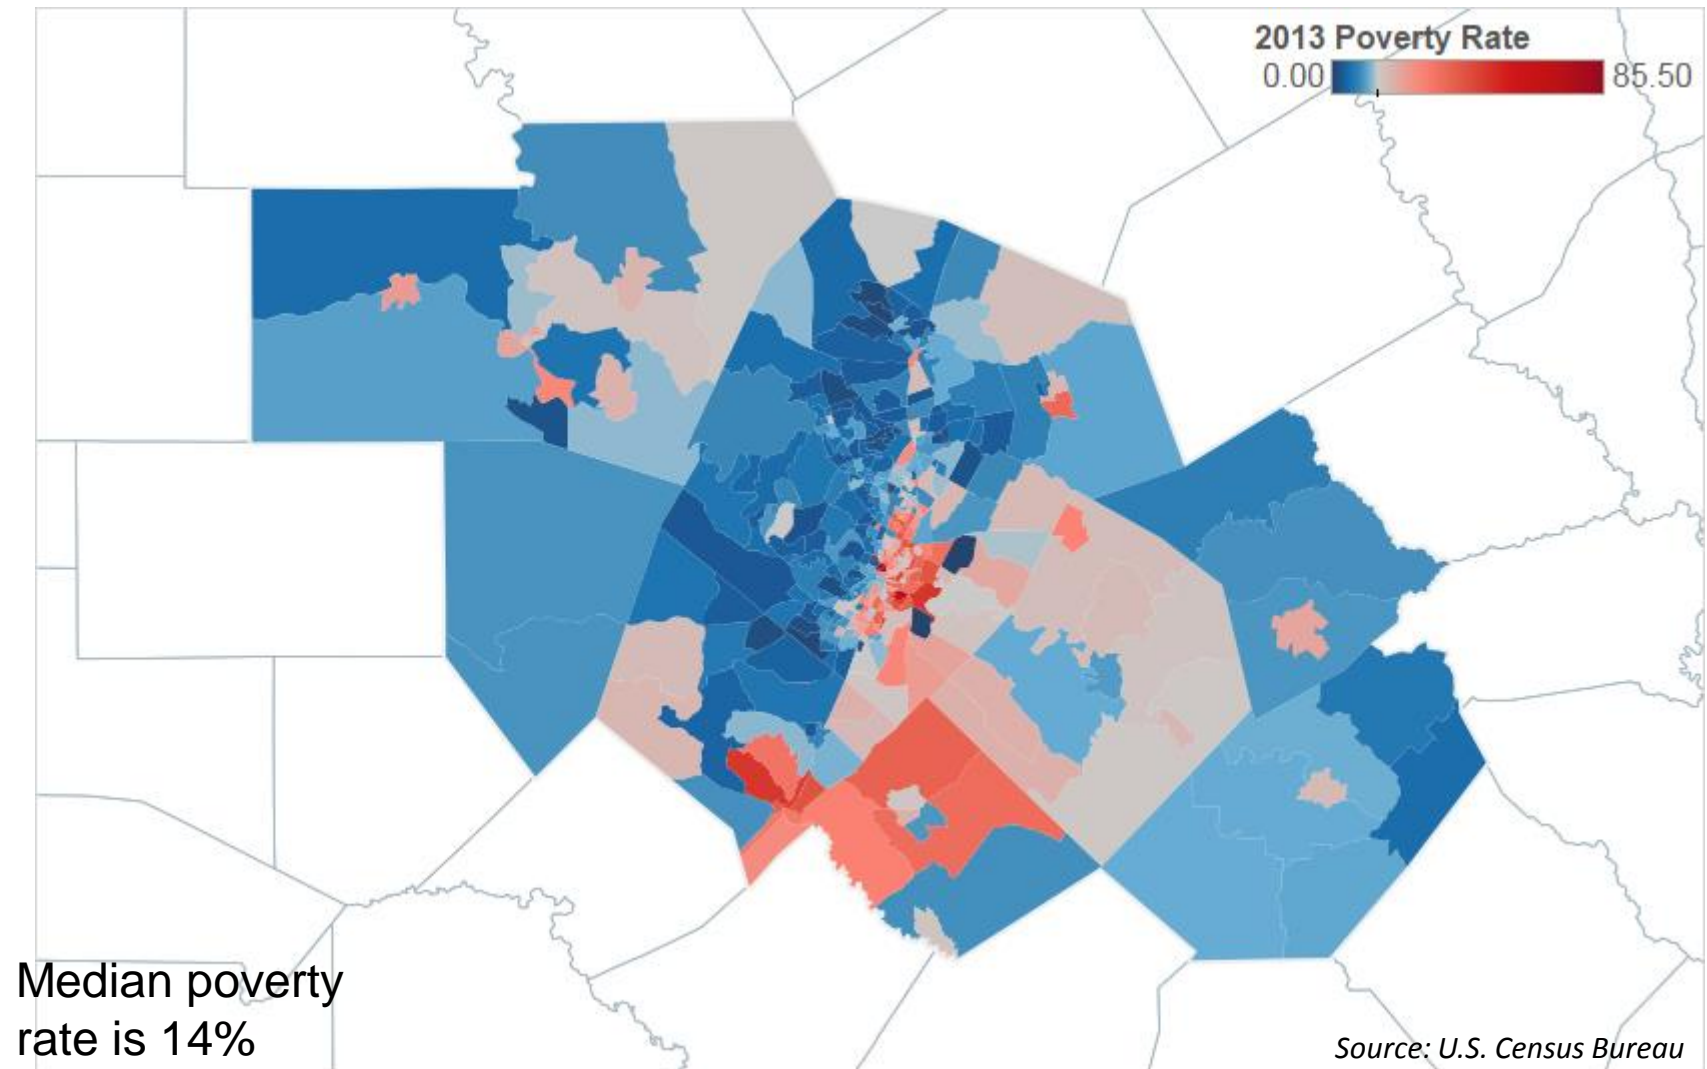 2013 Poverty Rate
0.00 85.50
Median poverty
rate is 14%
Source: U.S. Census Bureau